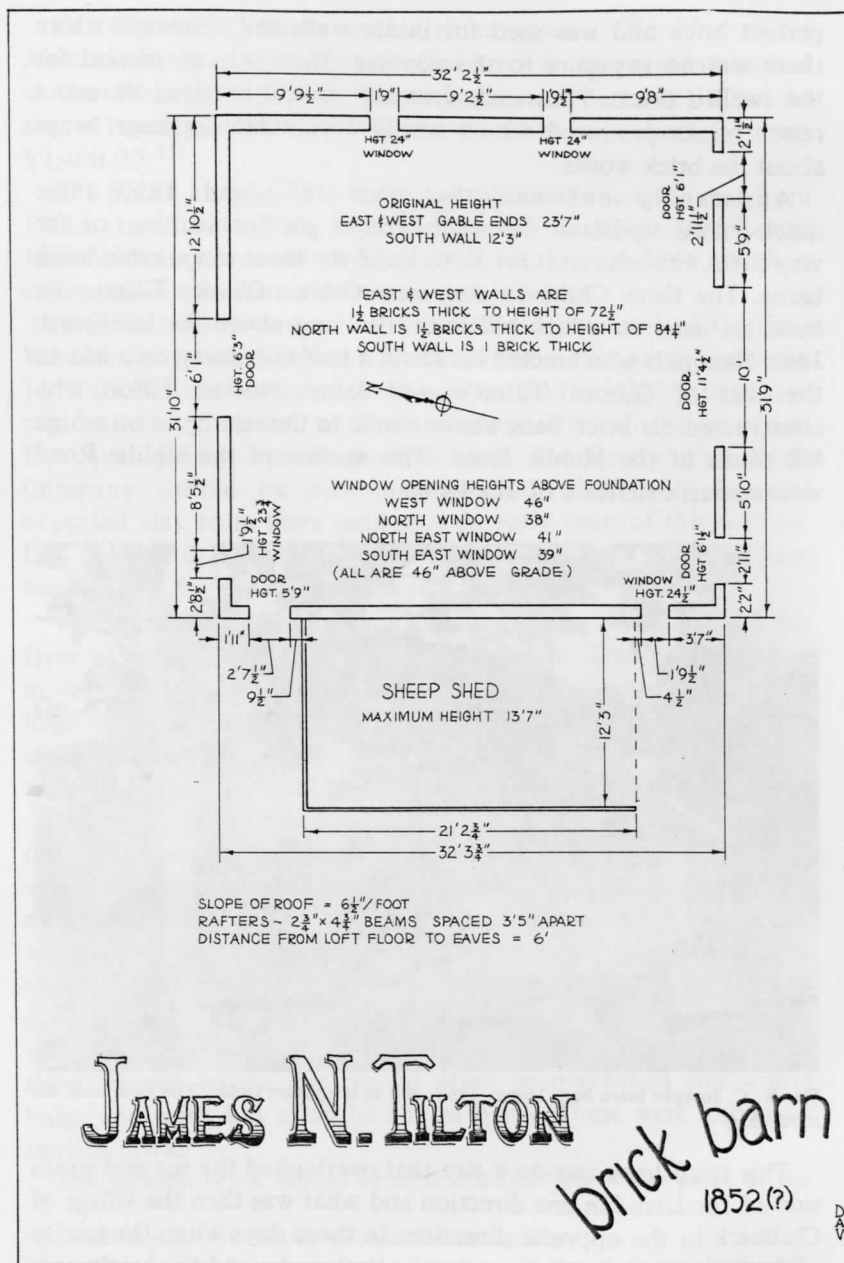 32' 2½"
9' 9½" 1'9" 9'2½" 1'9½" 9'8"
HGT 24"
WINDOW
HGT 24"
WINDOW
2'1½"
DOOR
HGT 6'1"
2'11½"
5'9"
ORIGINAL HEIGHT
EAST & WEST GABLE ENDS 23'7"
SOUTH WALL 12'3"
12' 10½"
EAST & WEST WALLS ARE
1½ BRICKS THICK TO HEIGHT OF 72¼"
NORTH WALL IS 1½ BRICKS THICK TO HEIGHT OF 84¼"
SOUTH WALL IS 1 BRICK THICK
31' 10"
6' 1"
DOOR
DOOR
HGT 11'4½"
10'
31'9"
8' 5½"
WINDOW OPENING HEIGHTS ABOVE FOUNDATION
WEST WINDOW 46"
NORTH WINDOW 38"
NORTH EAST WINDOW 41"
SOUTH EAST WINDOW 39"
(ALL ARE 46" ABOVE GRADE)
1'9½"
WINDOW
5'10"
DOOR
HGT 6'1½"
2'1"
2'2"
2' 8½"
DOOR
HGT. 5'9"
WINDOW
HGT. 24½"
1'11"
3'7"
2'7½"
9½"
1'9½"
4½"
SHEEP SHED
MAXIMUM HEIGHT 13'7"
12'3"
21' 2¾"
32' 3¾"
SLOPE OF ROOF = 6½"/FOOT
RAFTERS - 2¾" x 4¾" BEAMS SPACED 3'5" APART
DISTANCE FROM LOFT FLOOR TO EAVES = 6'
JAMES N. TILTON
brick barn
1852(?)